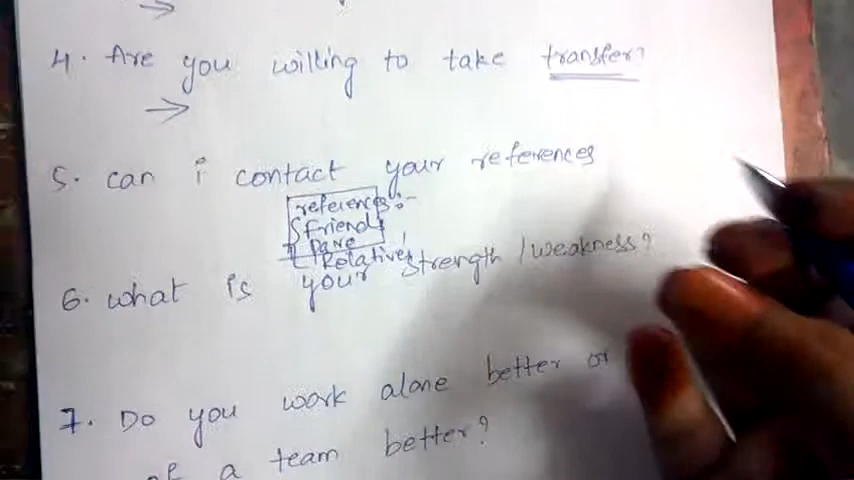 4. Are you willing to take transfer?
→
5. can i contact your references
references:-
Friends
Relatives
6. what is your strength / weakness?
7. Do you work alone better or
of a team better?